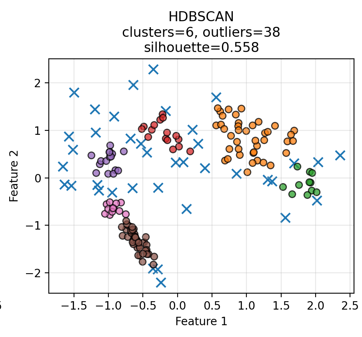 HDBSCAN
clusters=6, outliers=38
silhouette=0.558
Feature 2
2
1
0
−1
−2
−1.5
−1.0
−0.5
0.0
0.5
1.0
1.5
2.0
2.5
Feature 1